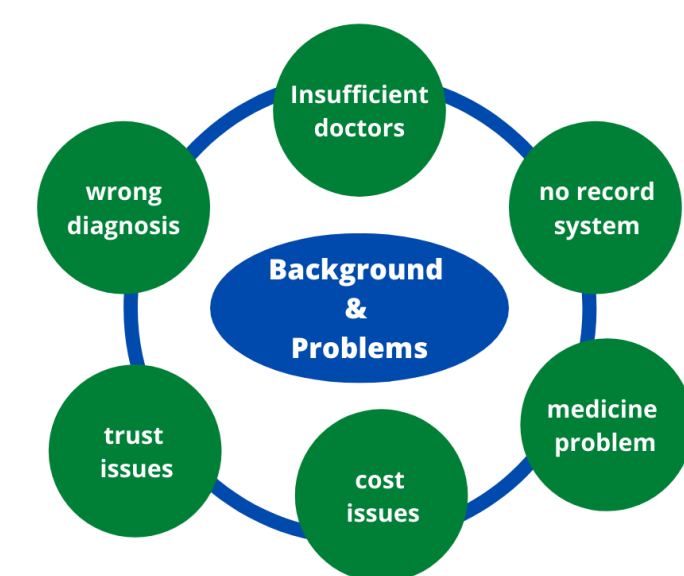 Insufficient
doctors
wrong
diagnosis
no record
system
Background
&
Problems
medicine
problem
trust
issues
cost
issues